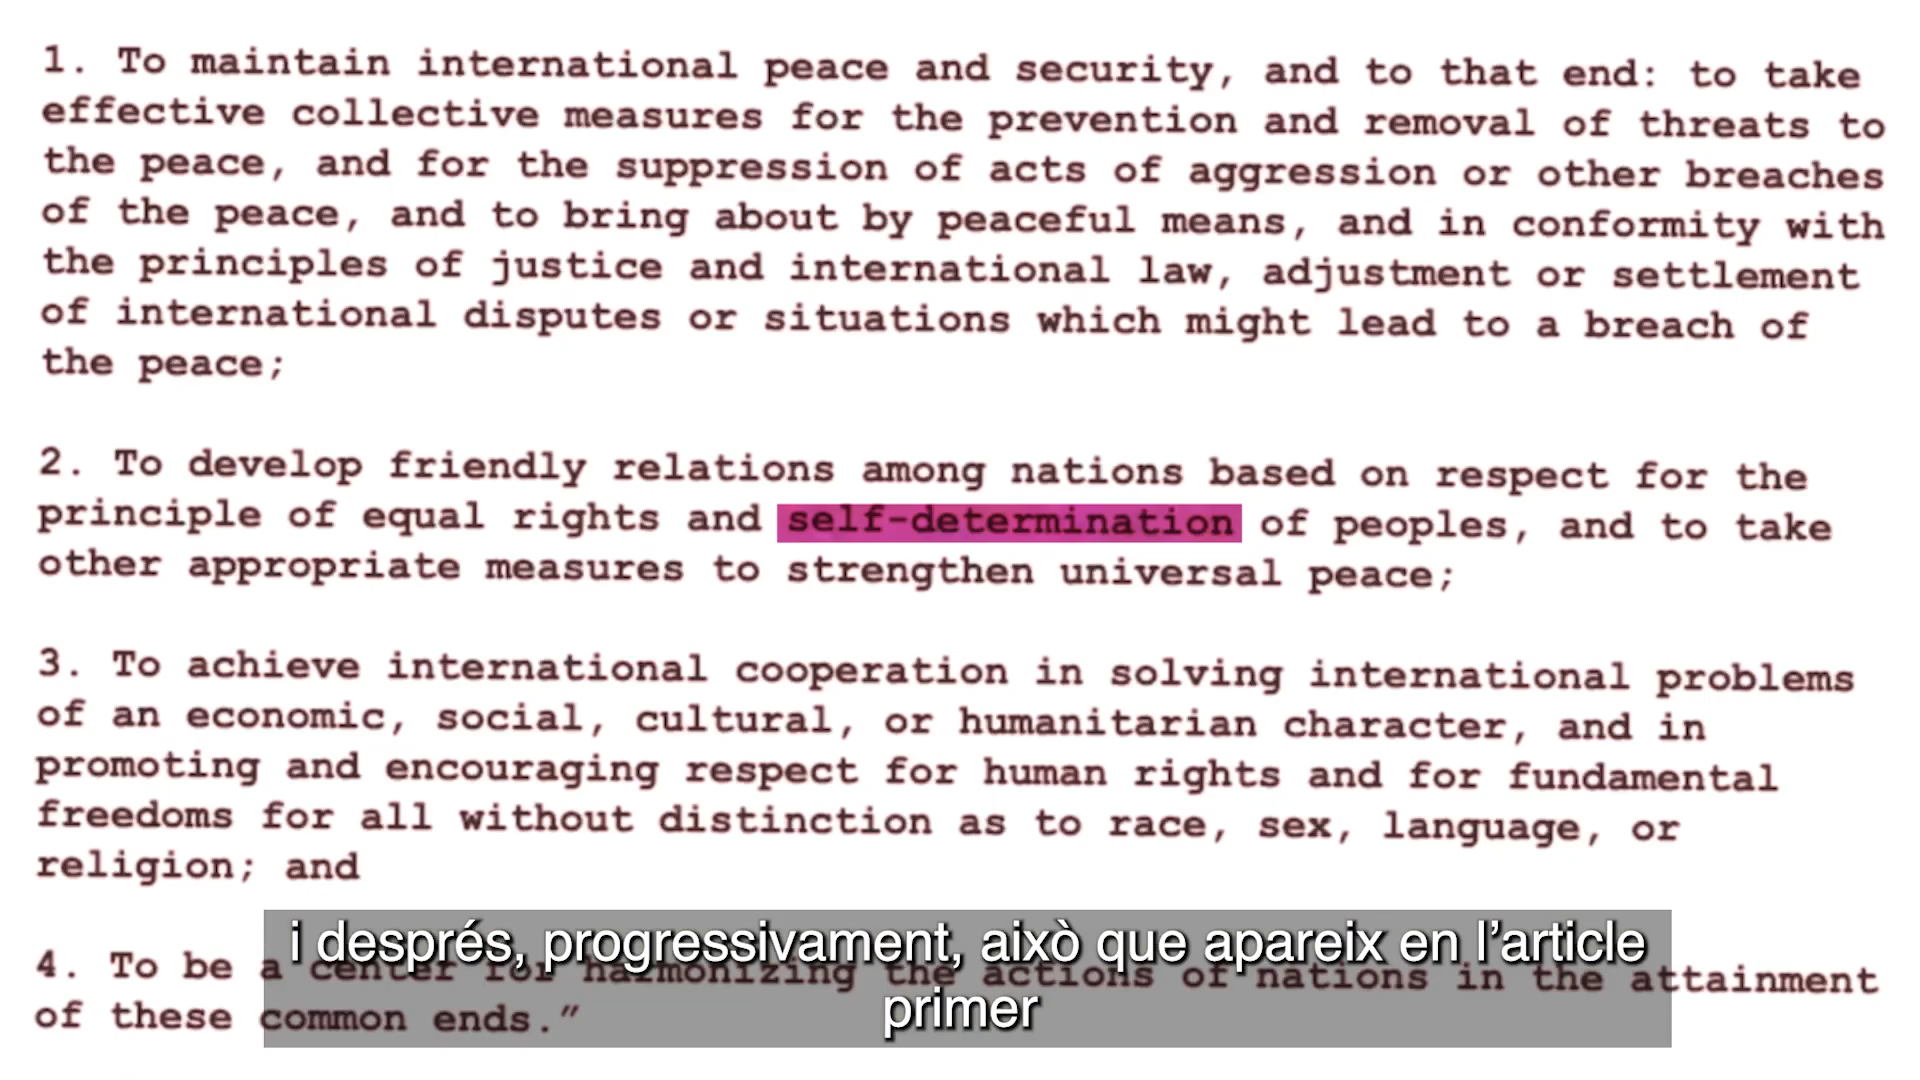 1. To maintain international peace and security, and to that end: to take
effective collective measures for the prevention and removal of threats to
the peace, and for the suppression of acts of aggression or other breaches
of the peace, and to bring about by peaceful means, and in conformity with
the principles of justice and international law, adjustment or settlement
of international disputes or situations which might lead to a breach of
the peace;
2. To develop friendly relations among nations based on respect for the
principle of equal rights and self-determination of peoples, and to take
other appropriate measures to strengthen universal peace;
3. To achieve international cooperation in solving international problems
of an economic, social, cultural, or humanitarian character, and in
promoting and encouraging respect for human rights and for fundamental
freedoms for all without distinction as to race, sex, language, or
religion; and
4. To be a center for harmonizing the actions of nations in the attainment
of these common ends.”
i després, progressivament, això que apareix en l’article
primer